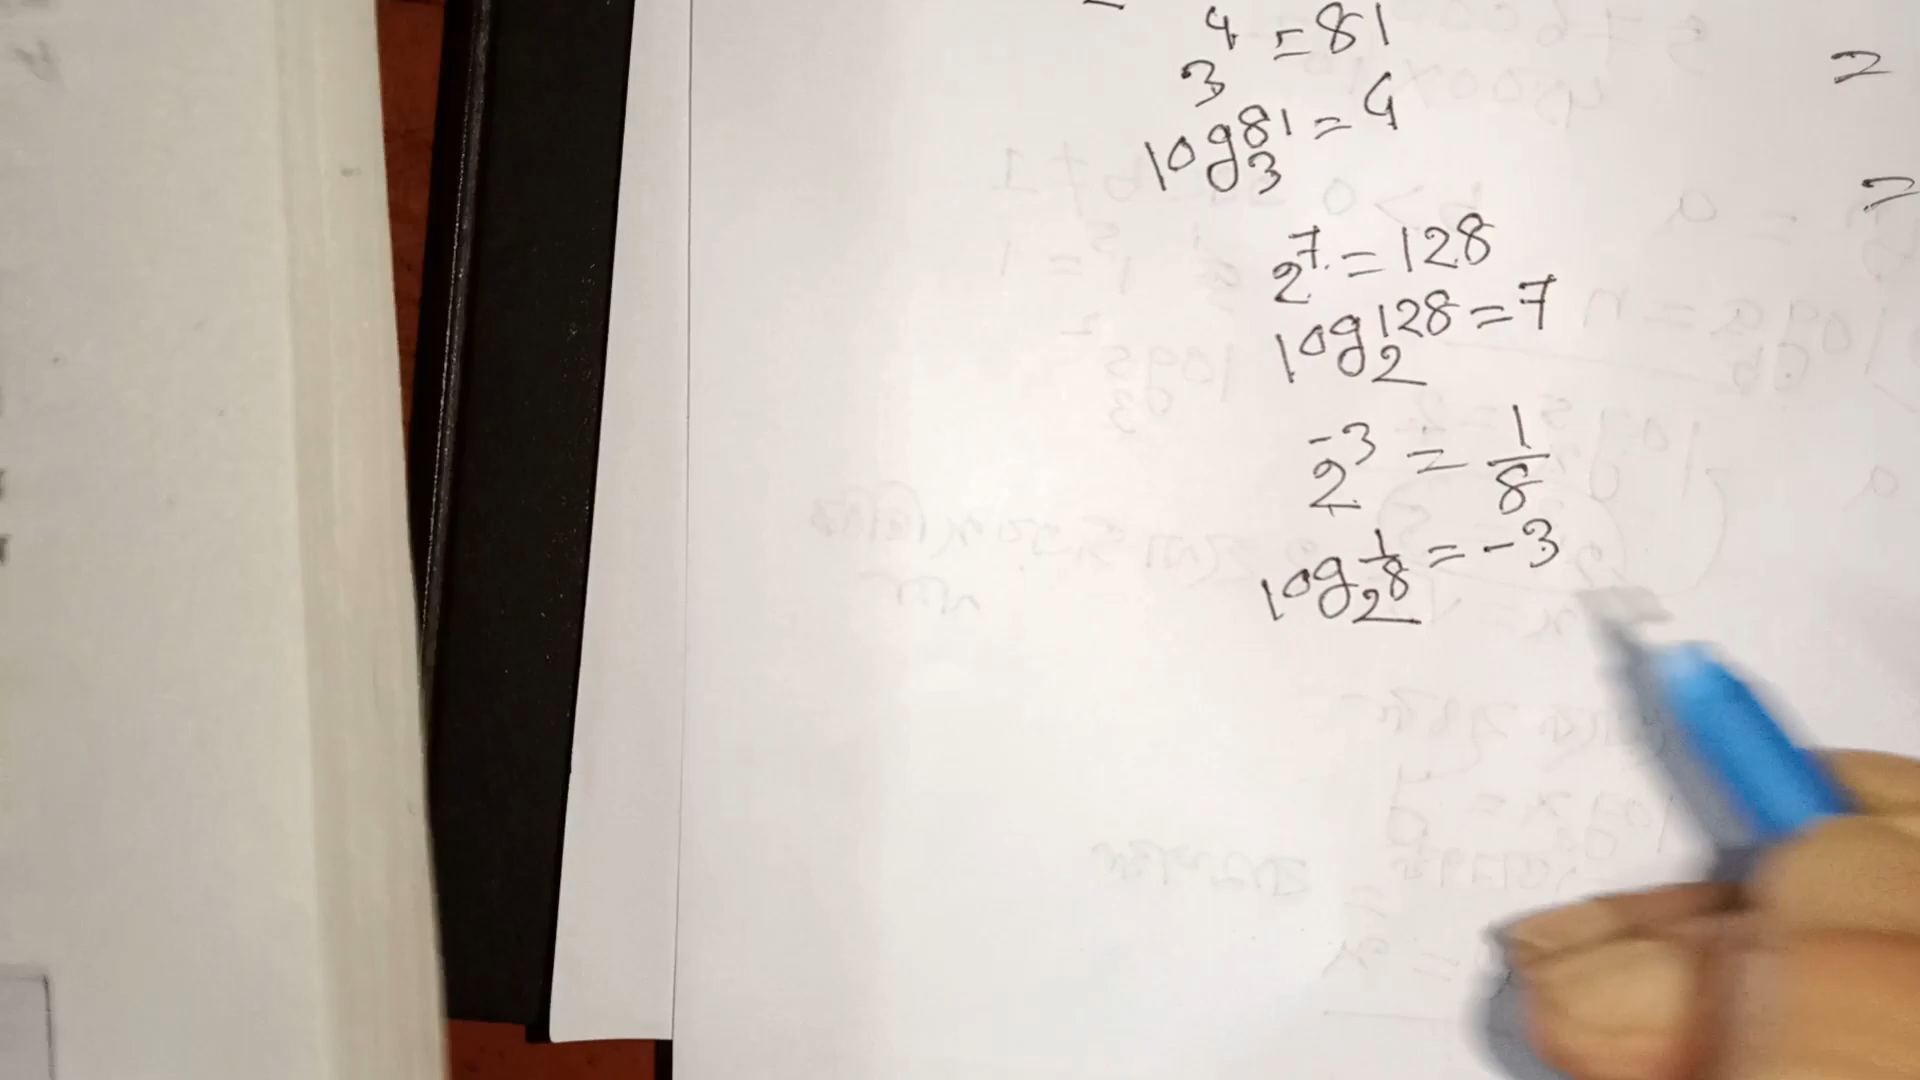 3⁴ = 81
log₃81 = 4
2⁷ = 128
log₂128 = 7
2⁻³ = 1/8
log₂1/8 = -3
=
=